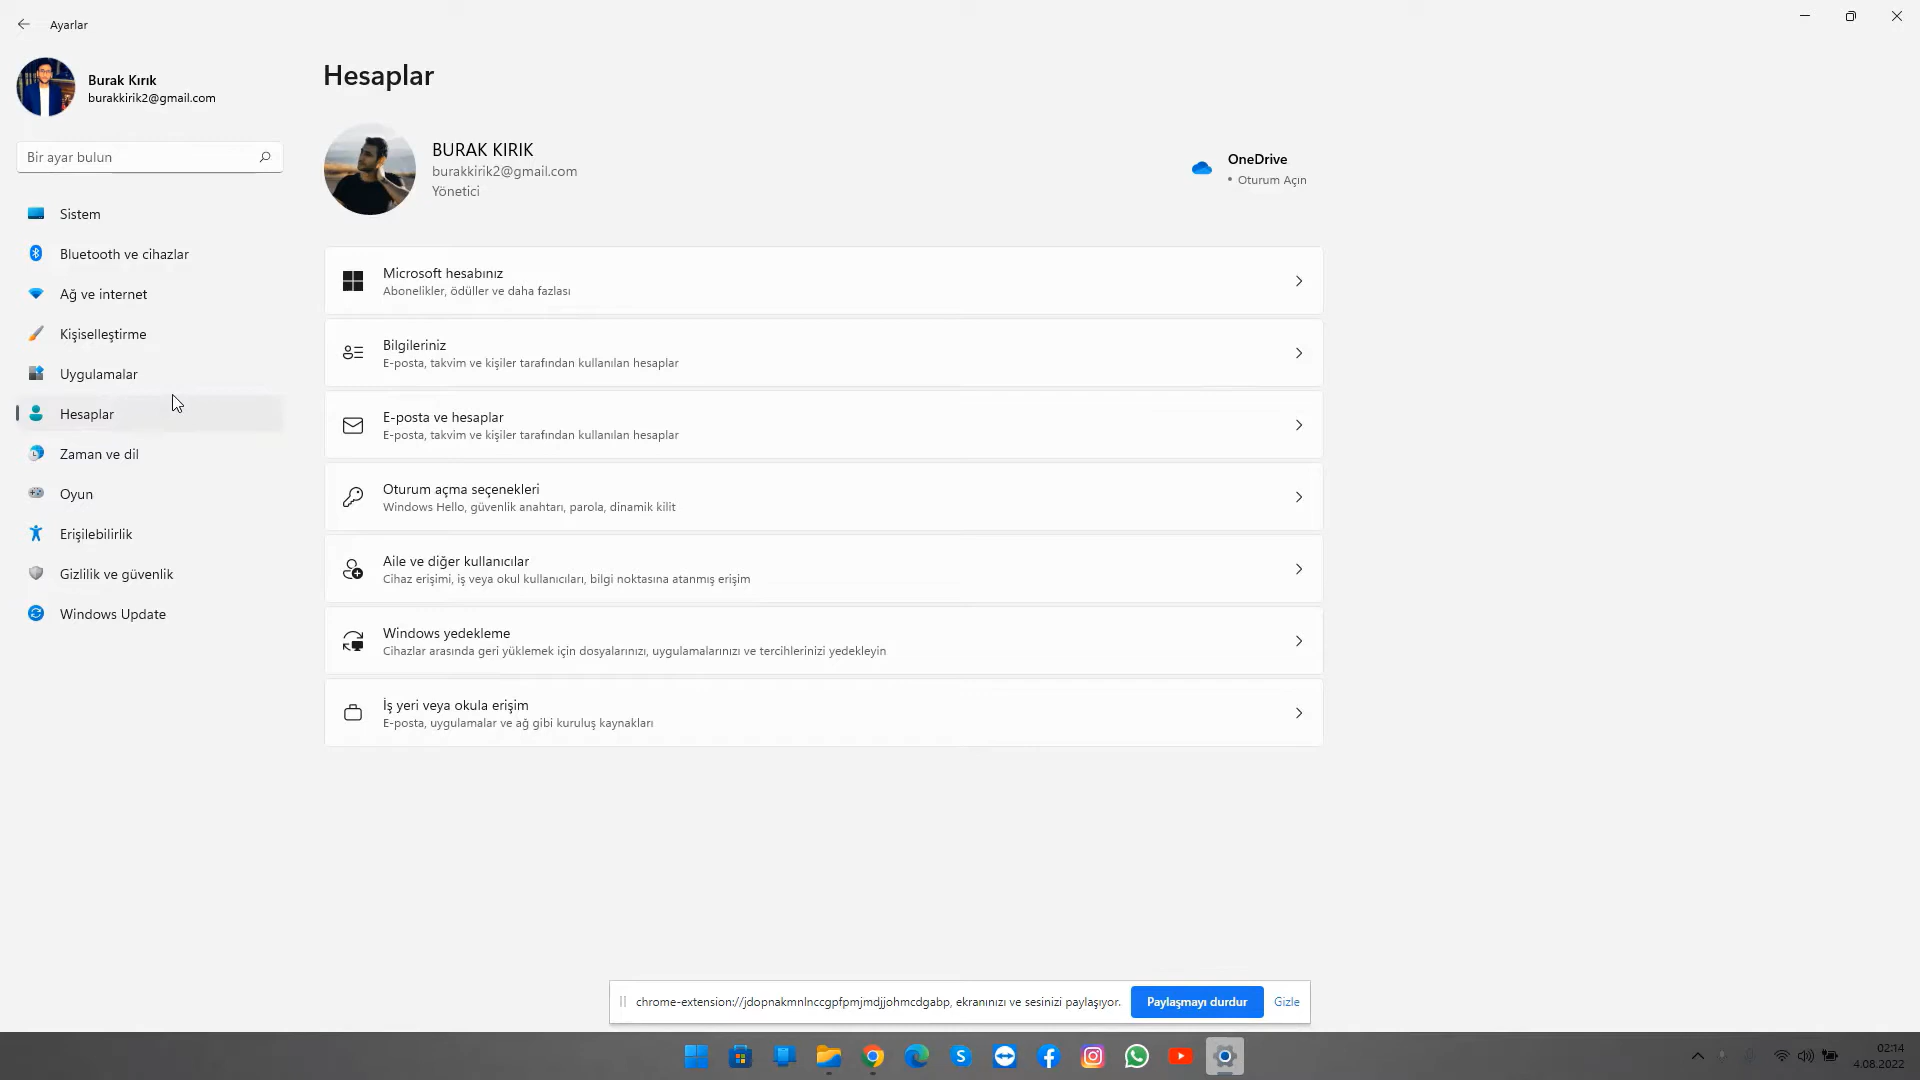 Ayarlar
Burak Kırık
burakkirik2@gmail.com
Bir ayar bulun
Sistem
Bluetooth ve cihazlar
Ağ ve internet
Kişiselleştirme
Uygulamalar
Hesaplar
Zaman ve dil
Oyun
Erişilebilirlik
Gizlilik ve güvenlik
Windows Update
Hesaplar
BURAK KIRIK
burakkirik2@gmail.com
Yönetici
OneDrive
• Oturum Açın
Microsoft hesabınız
Abonelikler, ödüller ve daha fazlası
Bilgileriniz
E-posta, takvim ve kişiler tarafından kullanılan hesaplar
E-posta ve hesaplar
E-posta, takvim ve kişiler tarafından kullanılan hesaplar
Oturum açma seçenekleri
Windows Hello, güvenlik anahtarı, parola, dinamik kilit
Aile ve diğer kullanıcılar
Cihaz erişimi, iş veya okul kullanıcıları, bilgi noktasına atanmış erişim
Windows yedekleme
Cihazlar arasında geri yüklemek için dosyalarınızı, uygulamalarınızı ve tercihlerinizi yedekleyin
İş yeri veya okula erişim
E-posta, uygulamalar ve ağ gibi kuruluş kaynakları
chrome-extension://jdopnakmnlnccgpfpmjmdjjohmcdgabp, ekranınızı ve sesinizi paylaşıyor.
Paylaşmayı durdur
Gizle
02:14
4.08.2022